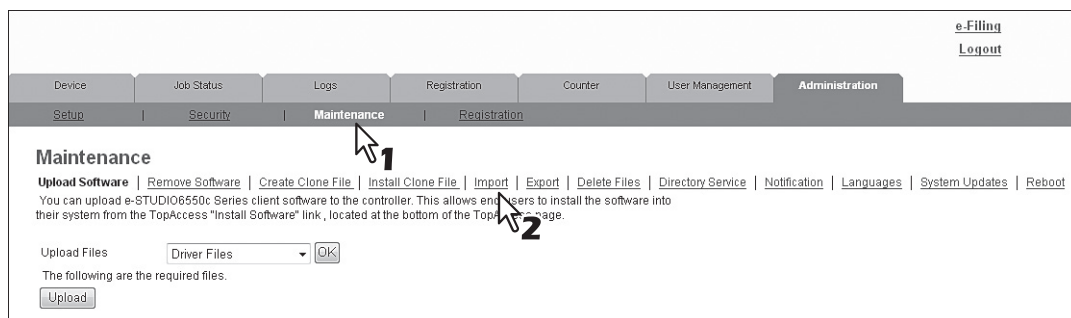 e-Filing
Logout
Device Job Status Logs Registration Counter User Management Administration
Setup | Security | Maintenance | Registration
1
Maintenance
Upload Software | Remove Software | Create Clone File | Install Clone File | Import | Export | Delete Files | Directory Service | Notification | Languages | System Updates | Reboot
You can upload e-STUDIO6550c Series client software to the controller. This allows end users to install the software into
their system from the TopAccess "Install Software" link , located at the bottom of the TopAccess page.
2
Upload Files Driver Files OK
The following are the required files.
Upload